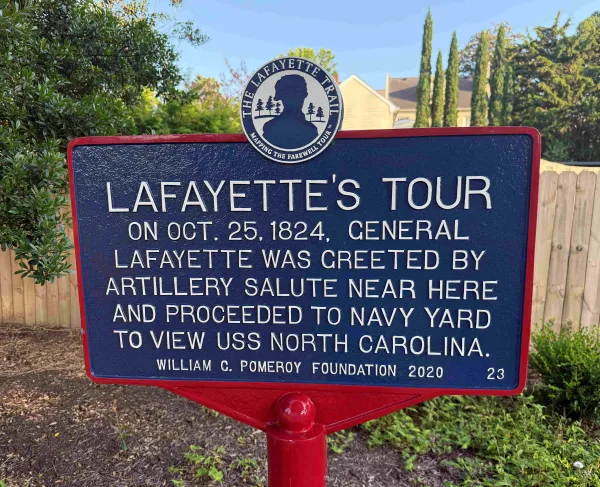 THE LAFAYETTE TRAIL
MAPPING THE FAREWELL TOUR
LAFAYETTE'S TOUR
ON OCT. 25, 1824, GENERAL
LAFAYETTE WAS GREETED BY
ARTILLERY SALUTE NEAR HERE
AND PROCEEDED TO NAVY YARD
TO VIEW USS NORTH CAROLINA.
WILLIAM G. POMEROY FOUNDATION 2020 23